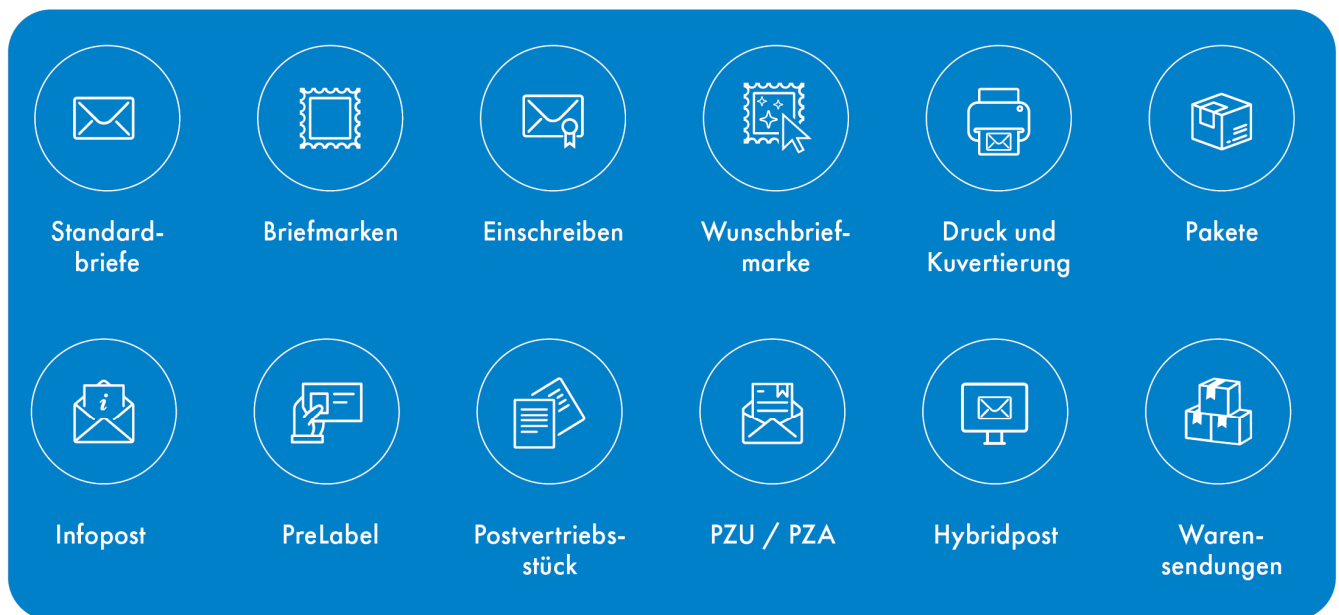 Standard-
briefe
Briefmarken
Einschreiben
Wunschbrief-
marke
Druck und
Kuvertierung
Pakete
i
Infopost
PreLabel
Postvertriebs-
stück
PZU / PZA
Hybridpost
Waren-
sendungen